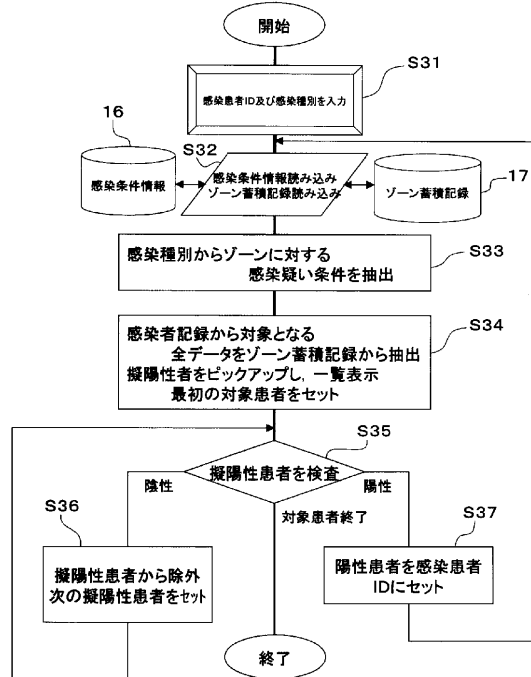 開始
S31
感染患者ID及び感染種別を入力
16
S32
感染条件情報
感染条件情報読み込み
ゾーン蓄積記録読み込み
ゾーン蓄積記録
17
感染種別からゾーンに対する
感染疑い条件を抽出
S33
感染者記録から対象となる
全データをゾーン蓄積記録から抽出
擬陽性者をピックアップし, 一覧表示
最初の対象患者をセット
S34
S35
擬陽性患者を検査
陰性
陽性
対象患者終了
S36
S37
擬陽性患者から除外
次の擬陽性患者をセット
陽性患者を感染患者
IDにセット
終了